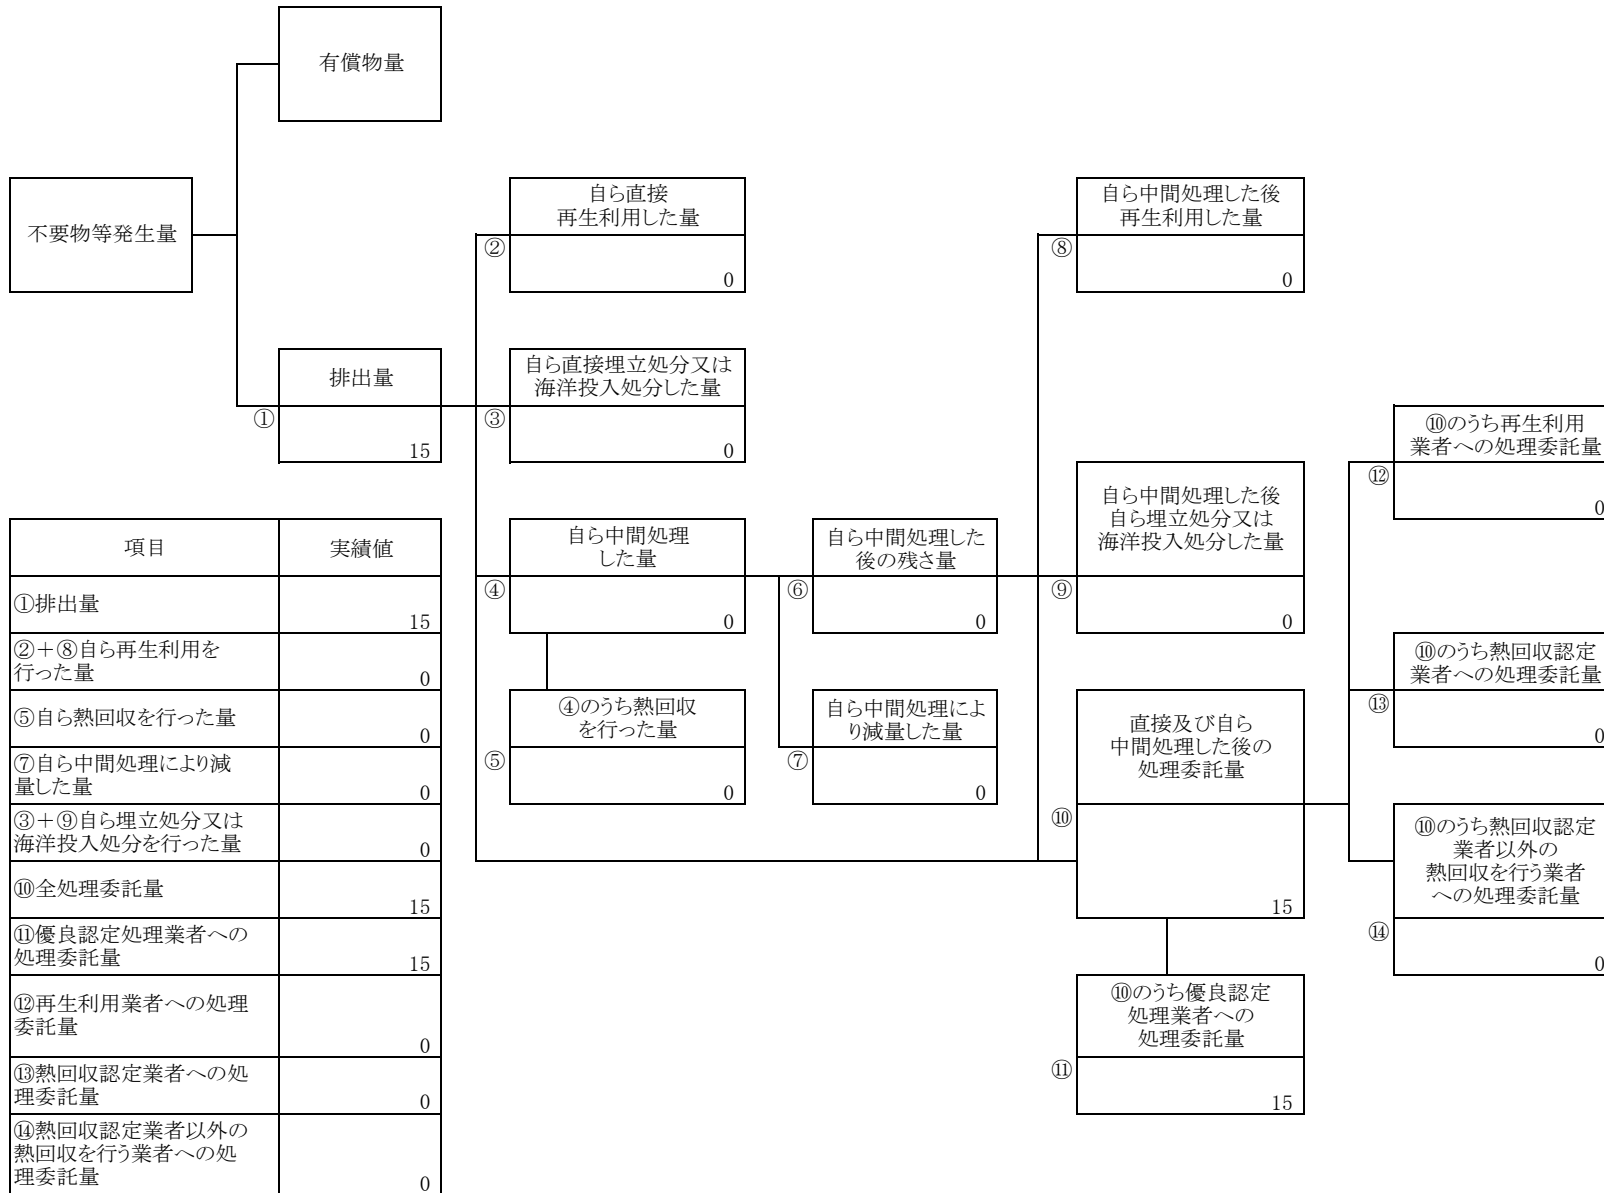 有償物量
不要物等発生量
自ら直接
再生利用した量
②
0
自ら中間処理した後
再生利用した量
⑧
0
排出量
①
15
自ら直接埋立処分又は
海洋投入処分した量
③
0
⑩のうち再生利用
業者への処理委託量
⑫
0
自ら中間処理
した量
④
0
自ら中間処理した
後の残さ量
⑥
0
自ら中間処理した後
自ら埋立処分又は
海洋投入処分した量
⑨
0
⑩のうち熱回収認定
業者への処理委託量
⑬
0
④のうち熱回収
を行った量
⑤
0
自ら中間処理によ
り減量した量
⑦
0
直接及び自ら
中間処理した後の
処理委託量
⑩
15
⑩のうち熱回収認定
業者以外の
熱回収を行う業者
への処理委託量
⑭
0
⑩のうち優良認定
処理業者への
処理委託量
⑪
15
項目 実績値
①排出量
15
②＋⑧自ら再生利用を
行った量
0
⑤自ら熱回収を行った量
0
⑦自ら中間処理により減
量した量
0
③＋⑨自ら埋立処分又は
海洋投入処分を行った量
0
⑩全処理委託量
15
⑪優良認定処理業者への
処理委託量
15
⑫再生利用業者への処理
委託量
0
⑬熱回収認定業者への処
理委託量
0
⑭熱回収認定業者以外の
熱回収を行う業者への処
理委託量
0